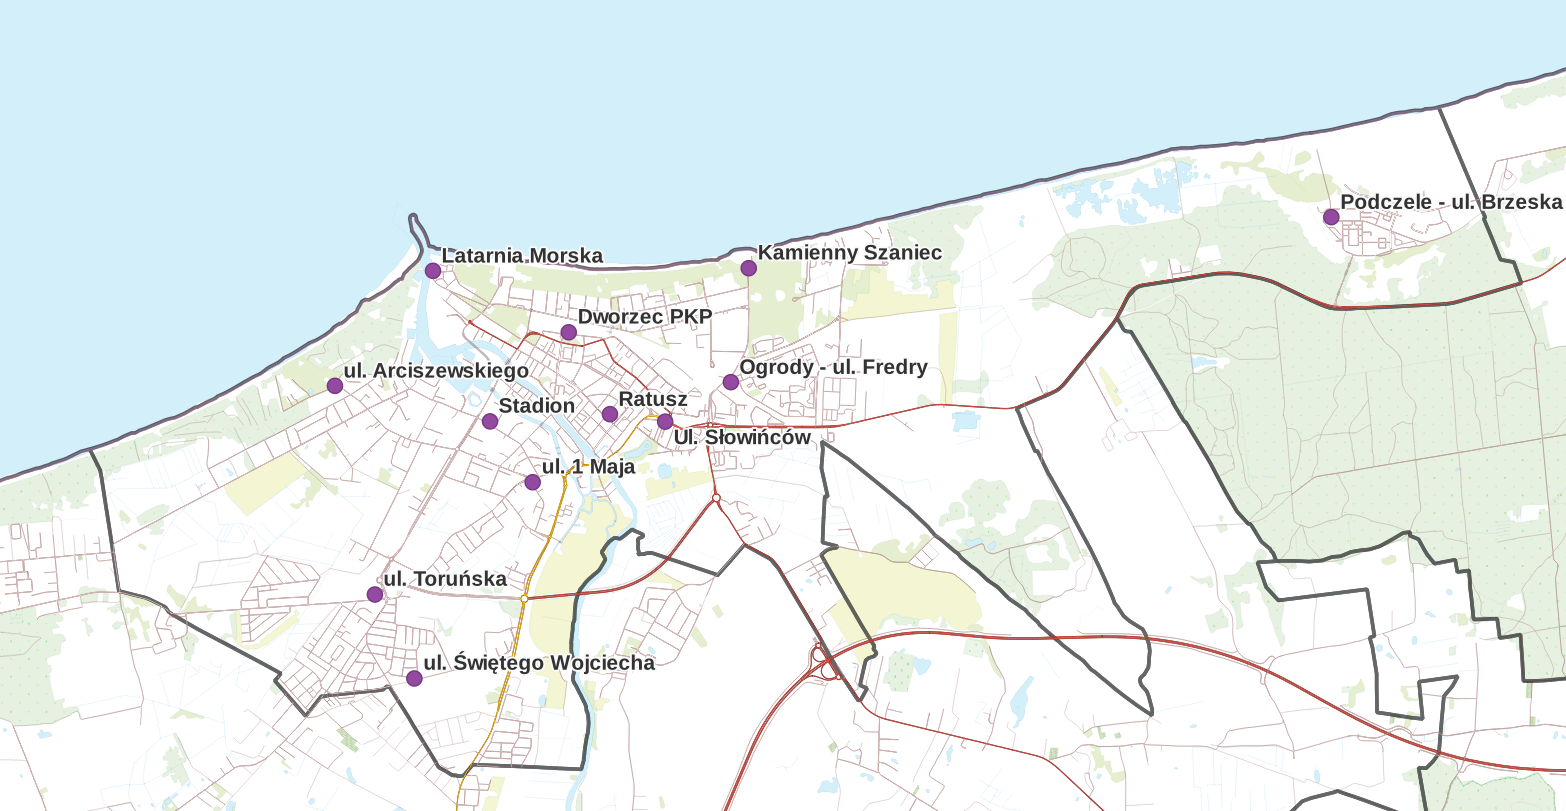 Podczele - ul. Brzeska
Latarnia Morska
Kamienny Szaniec
Dworzec PKP
ul. Arciszewskiego
Ogrody - ul. Fredry
Stadion
Ratusz
Ul. Słowińców
ul. 1 Maja
ul. Toruńska
ul. Świętego Wojciecha